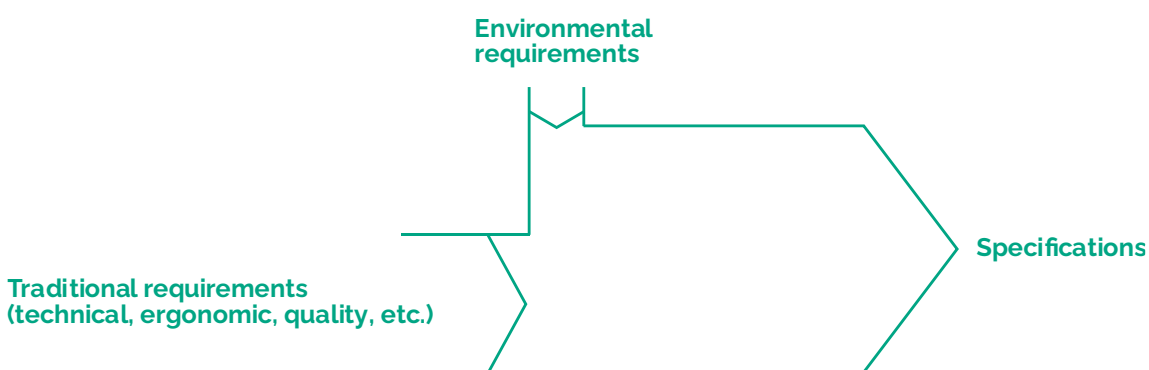 Environmental
requirements
Specifications
Traditional requirements
(technical, ergonomic, quality, etc.)